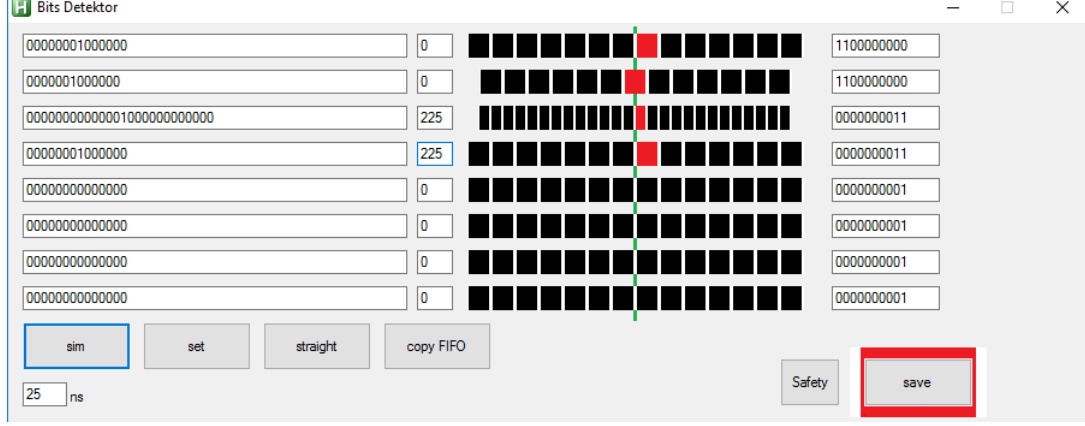 Bits Detektor
00000001000000 0 1100000000
0000001000000 0 1100000000
00000000000001000000000000 225 0000000011
00000001000000 225 0000000011
00000000000000 0 0000000001
00000000000000 0 0000000001
00000000000000 0 0000000001
00000000000000 0 0000000001
sim set straight copy FIFO
Safety save
25 ns